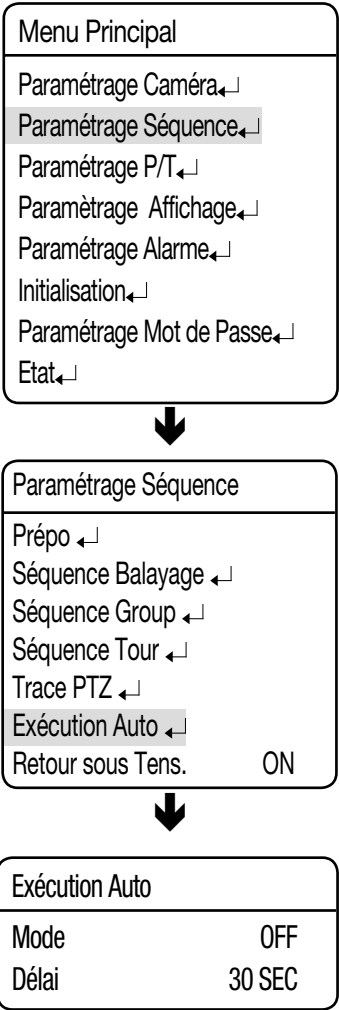 Menu Principal
Paramétrage Caméra↵
Paramétrage Séquence↵
Paramétrage P/T↵
Paramètrage Affichage↵
Paramétrage Alarme↵
Initialisation↵
Paramétrage Mot de Passe↵
Etat↵
Paramétrage Séquence
Prépo ↵
Séquence Balayage ↵
Séquence Group ↵
Séquence Tour ↵
Trace PTZ ↵
Exécution Auto ↵
Retour sous Tens. ON
Exécution Auto
Mode OFF
Délai 30 SEC